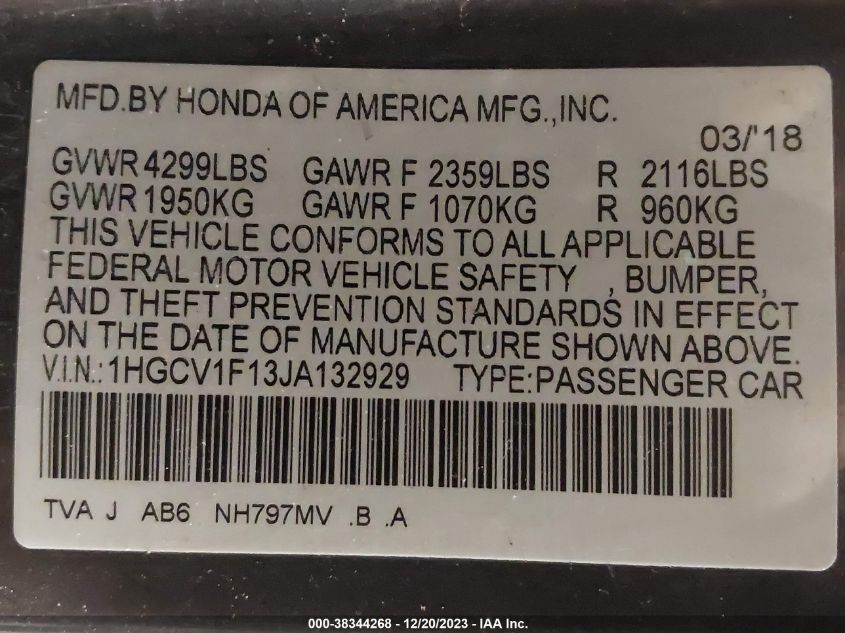 MFD.BY HONDA OF AMERICA MFG.,INC.
03/'18
GVWR 4299LBS GAWR F 2359LBS R 2116LBS
GVWR 1950KG GAWR F 1070KG R 960KG
THIS VEHICLE CONFORMS TO ALL APPLICABLE
FEDERAL MOTOR VEHICLE SAFETY , BUMPER,
AND THEFT PREVENTION STANDARDS IN EFFECT
ON THE DATE OF MANUFACTURE SHOWN ABOVE.
V.I.N.:1HGCV1F13JA132929 TYPE:PASSENGER CAR
TVA J AB6 NH797MV .B .A
000-38344268 - 12/20/2023 - IAA Inc.